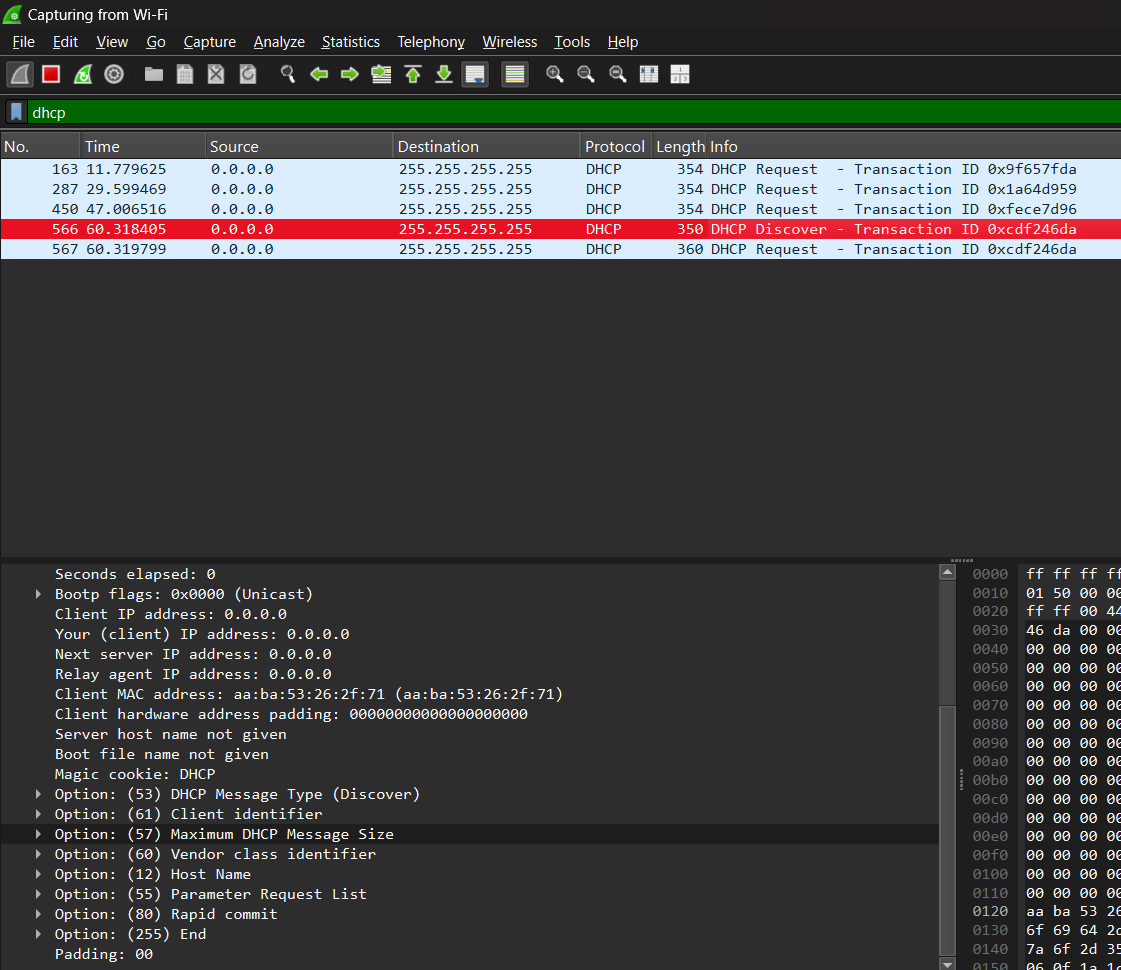 Capturing from Wi-Fi
File Edit View Go Capture Analyze Statistics Telephony Wireless Tools Help
dhcp
No. Time Source Destination Protocol Length Info
163 11.779625 0.0.0.0 255.255.255.255 DHCP 354 DHCP Request - Transaction ID 0x9f657fda
287 29.599469 0.0.0.0 255.255.255.255 DHCP 354 DHCP Request - Transaction ID 0x1a64d959
450 47.006516 0.0.0.0 255.255.255.255 DHCP 354 DHCP Request - Transaction ID 0xfece7d96
566 60.318405 0.0.0.0 255.255.255.255 DHCP 350 DHCP Discover - Transaction ID 0xcdf246da
567 60.319799 0.0.0.0 255.255.255.255 DHCP 360 DHCP Request - Transaction ID 0xcdf246da
Seconds elapsed: 0
Bootp flags: 0x0000 (Unicast)
Client IP address: 0.0.0.0
Your (client) IP address: 0.0.0.0
Next server IP address: 0.0.0.0
Relay agent IP address: 0.0.0.0
Client MAC address: aa:ba:53:26:2f:71 (aa:ba:53:26:2f:71)
Client hardware address padding: 00000000000000000000
Server host name not given
Boot file name not given
Magic cookie: DHCP
Option: (53) DHCP Message Type (Discover)
Option: (61) Client identifier
Option: (57) Maximum DHCP Message Size
Option: (60) Vendor class identifier
Option: (12) Host Name
Option: (55) Parameter Request List
Option: (80) Rapid commit
Option: (255) End
Padding: 00
0000 ff ff ff ff
0010 01 50 00 00
0020 ff ff 00 44
0030 46 da 00 00
0040 00 00 00 00
0050 00 00 00 00
0060 00 00 00 00
0070 00 00 00 00
0080 00 00 00 00
0090 00 00 00 00
00a0 00 00 00 00
00b0 00 00 00 00
00c0 00 00 00 00
00d0 00 00 00 00
00e0 00 00 00 00
00f0 00 00 00 00
0100 00 00 00 00
0110 00 00 00 00
0120 aa ba 53 26
0130 6f 69 64 2d
0140 7a 6f 2d 35
0150 06 0f 1a 1c